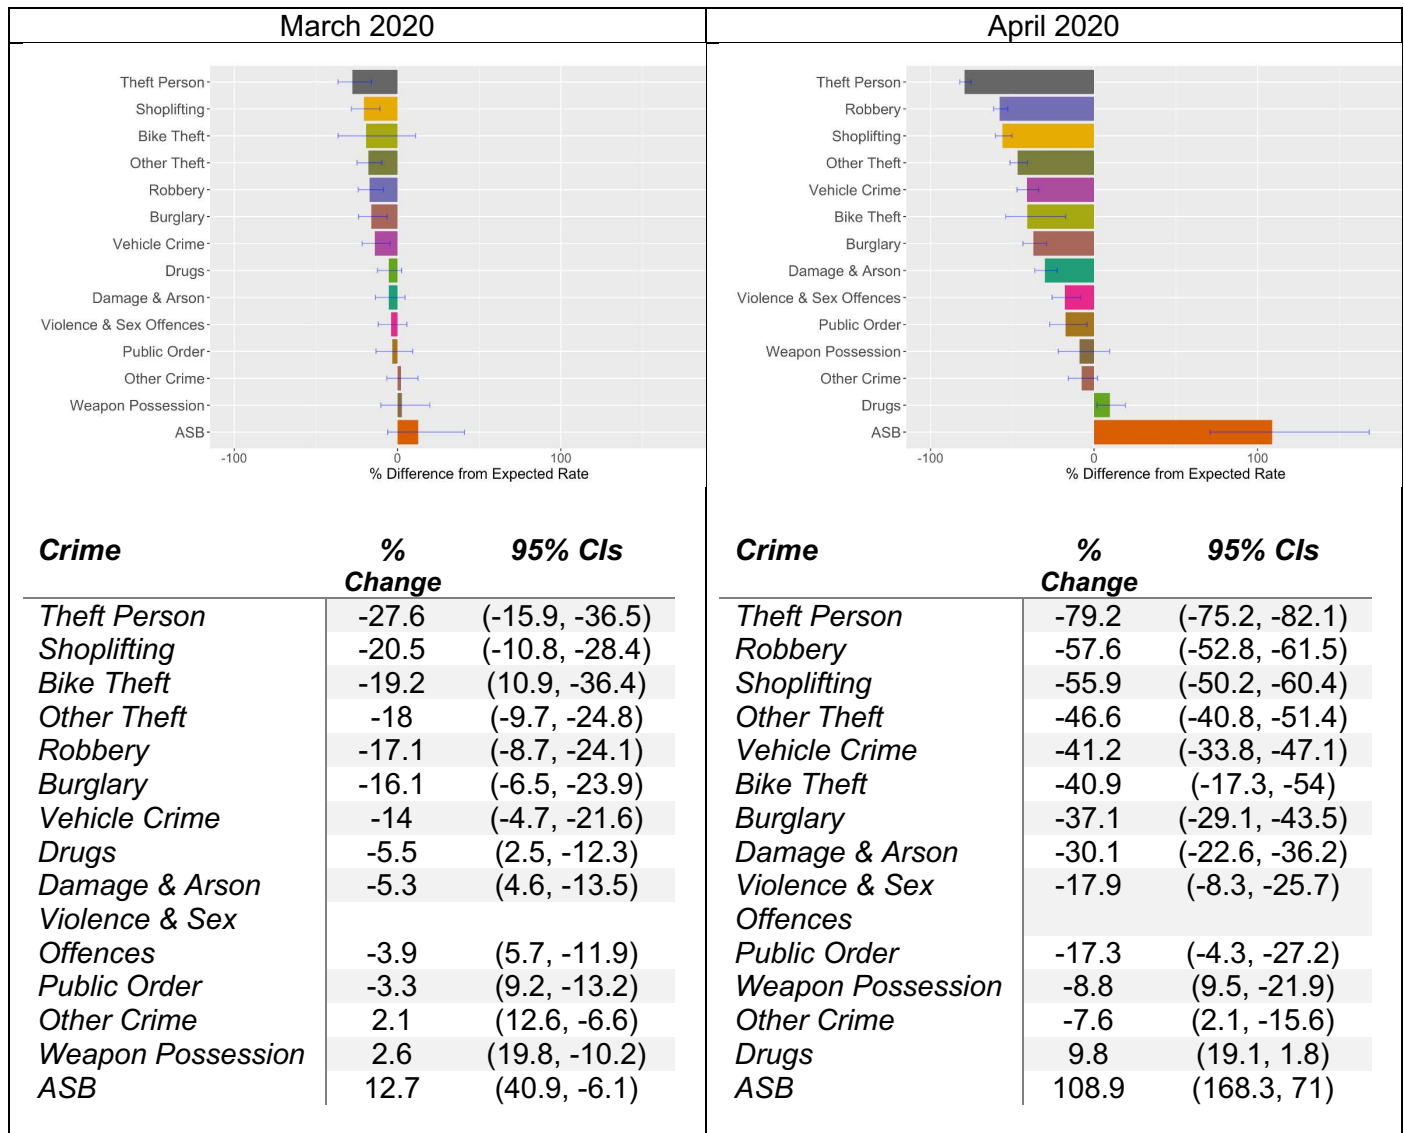 March 2020
Theft Person
Shoplifting
Bike Theft
Other Theft
Robbery
Burglary
Vehicle Crime
Drugs
Damage & Arson
Violence & Sex Offences
Public Order
Other Crime
Weapon Possession
ASB
-100 0 100
% Difference from Expected Rate
Crime % 95% CIs
Change
Theft Person -27.6 (-15.9, -36.5)
Shoplifting -20.5 (-10.8, -28.4)
Bike Theft -19.2 (10.9, -36.4)
Other Theft -18 (-9.7, -24.8)
Robbery -17.1 (-8.7, -24.1)
Burglary -16.1 (-6.5, -23.9)
Vehicle Crime -14 (-4.7, -21.6)
Drugs -5.5 (2.5, -12.3)
Damage & Arson -5.3 (4.6, -13.5)
Violence & Sex
Offences -3.9 (5.7, -11.9)
Public Order -3.3 (9.2, -13.2)
Other Crime 2.1 (12.6, -6.6)
Weapon Possession 2.6 (19.8, -10.2)
ASB 12.7 (40.9, -6.1)
April 2020
Theft Person
Robbery
Shoplifting
Other Theft
Vehicle Crime
Bike Theft
Burglary
Damage & Arson
Violence & Sex Offences
Public Order
Weapon Possession
Other Crime
Drugs
ASB
-100 0 100
% Difference from Expected Rate
Crime % 95% CIs
Change
Theft Person -79.2 (-75.2, -82.1)
Robbery -57.6 (-52.8, -61.5)
Shoplifting -55.9 (-50.2, -60.4)
Other Theft -46.6 (-40.8, -51.4)
Vehicle Crime -41.2 (-33.8, -47.1)
Bike Theft -40.9 (-17.3, -54)
Burglary -37.1 (-29.1, -43.5)
Damage & Arson -30.1 (-22.6, -36.2)
Violence & Sex -17.9 (-8.3, -25.7)
Offences
Public Order -17.3 (-4.3, -27.2)
Weapon Possession -8.8 (9.5, -21.9)
Other Crime -7.6 (2.1, -15.6)
Drugs 9.8 (19.1, 1.8)
ASB 108.9 (168.3, 71)